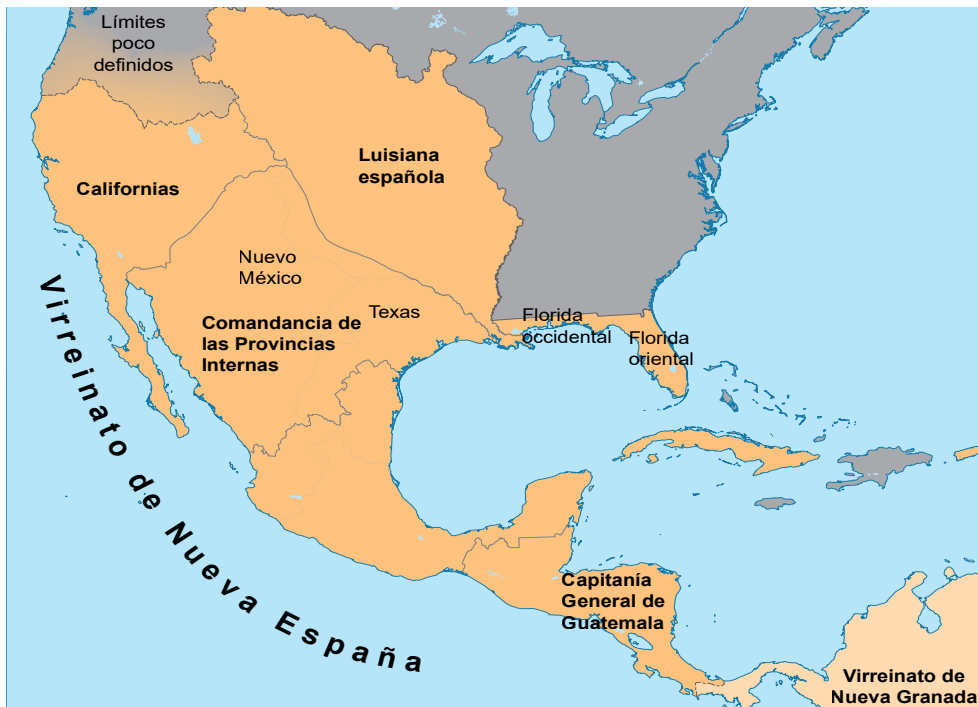 Límites
poco
definidos
Luisiana
española
Californias
Nuevo
México
Texas
Comandancia de
las Provincias
Internas
Florida
occidental
Florida
oriental
Virreinato de Nueva España
Capitanía
General de
Guatemala
Virreinato de
Nueva Granada